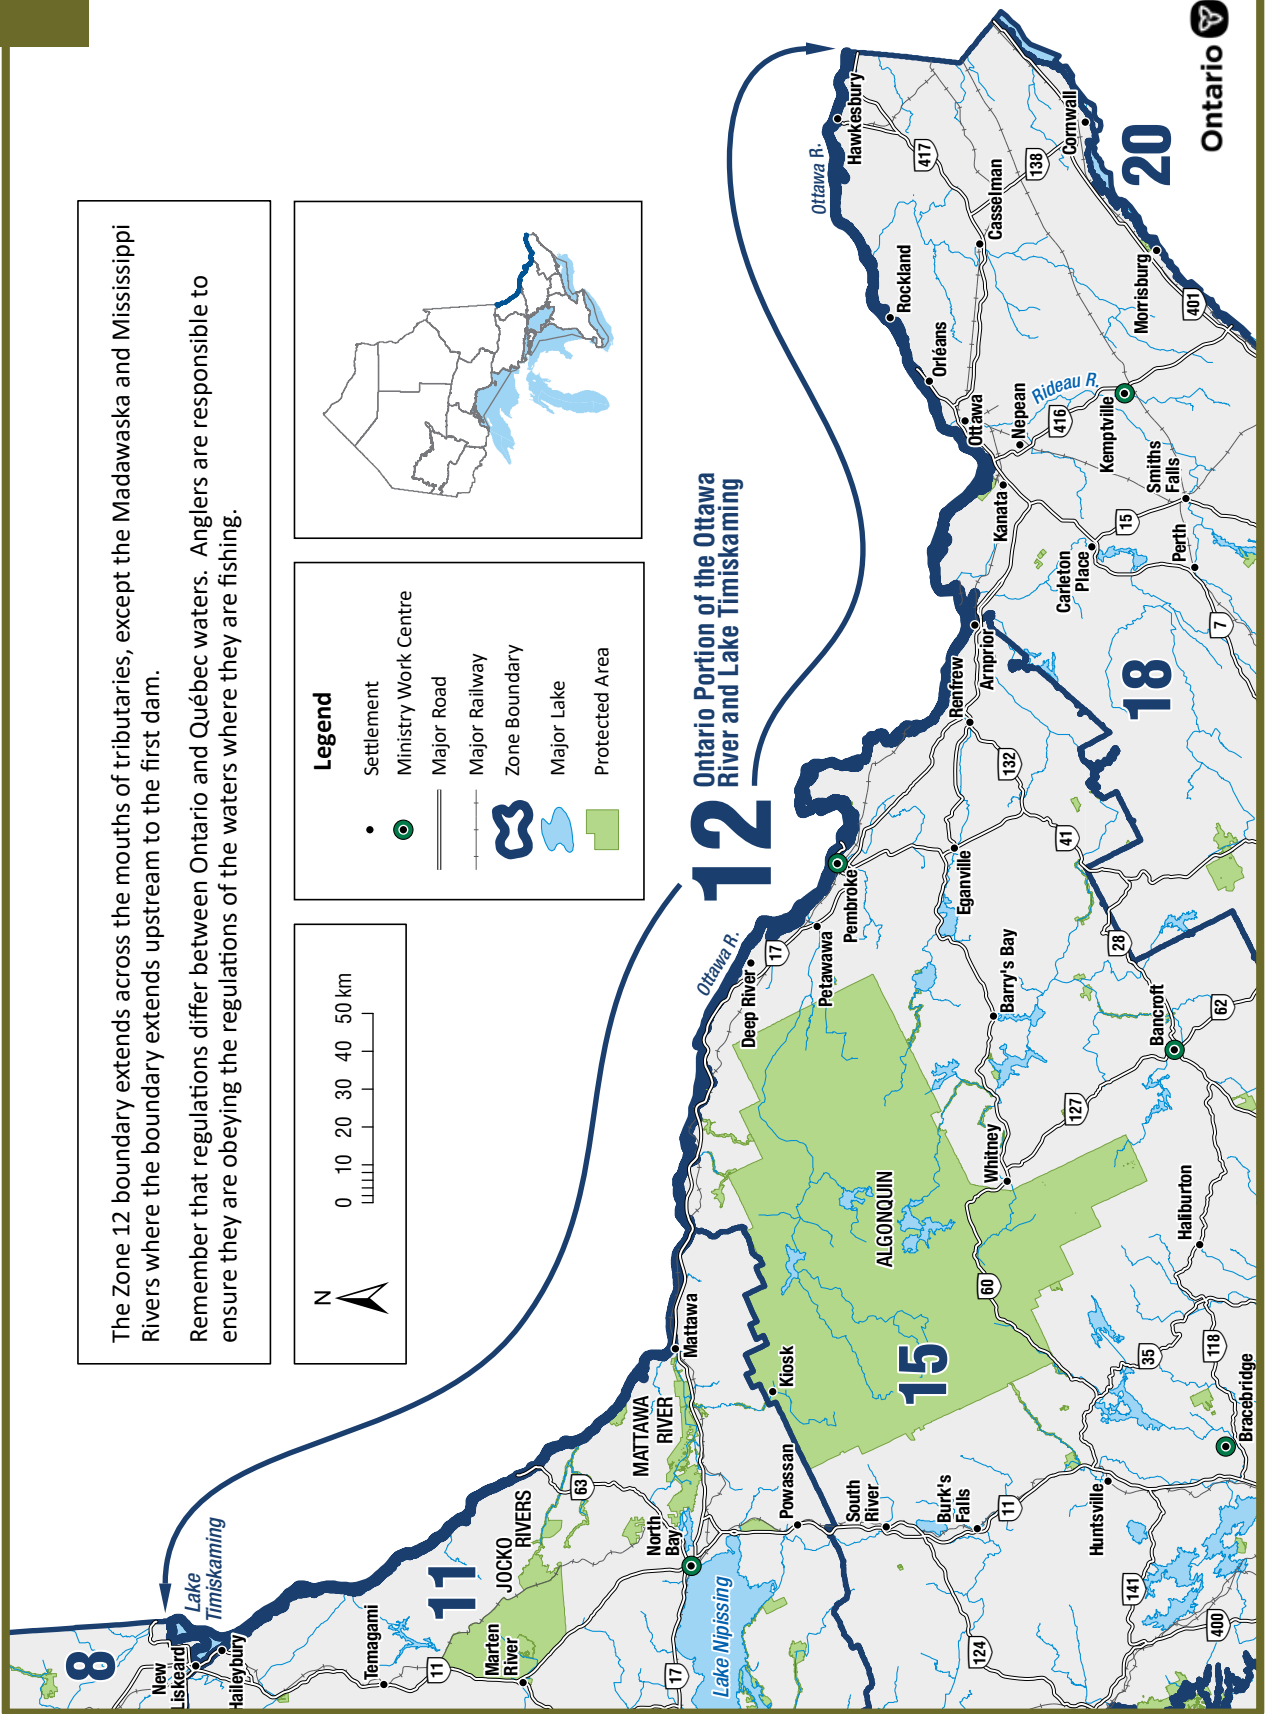 The Zone 12 boundary extends across the mouths of tributaries, except the Madawaska and Mississippi
Rivers where the boundary extends upstream to the first dam.
Remember that regulations differ between Ontario and Québec waters.  Anglers are responsible to
ensure they are obeying the regulations of the waters where they are fishing.
N
0 10 20 30 40 50 km
Legend
Settlement
Ministry Work Centre
Major Road
Major Railway
Zone Boundary
Major Lake
Protected Area
12
Ontario Portion of the Ottawa
River and Lake Timiskaming
8
New
Liskeard
Haileybury
Lake
Timiskaming
Temagami
11
11
Marten
River
JOCKO
RIVERS
63
17
Lake Nipissing
North
Bay
MATTAWA
RIVER
Mattawa
Powassan
Kiosk
South
River
Burk's
Falls
11
124
Huntsville
141
400
Bracebridge
118
35
Haliburton
15
60
ALGONQUIN
Whitney
127
Bancroft
62
28
Barry's Bay
Ottawa R.
Deep River
17
Petawawa
Pembroke
Eganville
41
132
Renfrew
Arnprior
18
7
Perth
Carleton
Place
15
Smiths
Falls
Kanata
Ottawa
Nepean
416
Rideau R.
Kemptville
Orléans
Rockland
Ottawa R.
Hawkesbury
417
Casselman
138
Cornwall
Morrisburg
401
20
Ontario